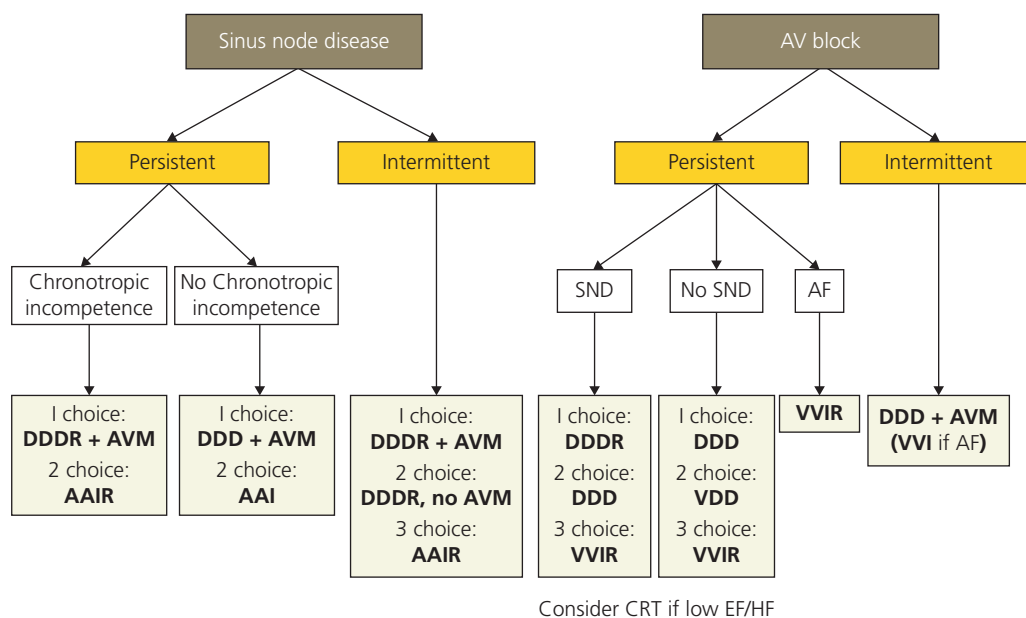 Sinus node disease
AV block
Persistent
Intermittent
Persistent
Intermittent
Chronotropic
incompetence
No Chronotropic
incompetence
SND
No SND
AF
I choice:
DDDR + AVM
2 choice:
AAIR
I choice:
DDD + AVM
2 choice:
AAI
I choice:
DDDR + AVM
2 choice:
DDDR, no AVM
3 choice:
AAIR
I choice:
DDDR
2 choice:
DDD
3 choice:
VVIR
I choice:
DDD
2 choice:
VDD
3 choice:
VVIR
VVIR
DDD + AVM
(VVI if AF)
Consider CRT if low EF/HF